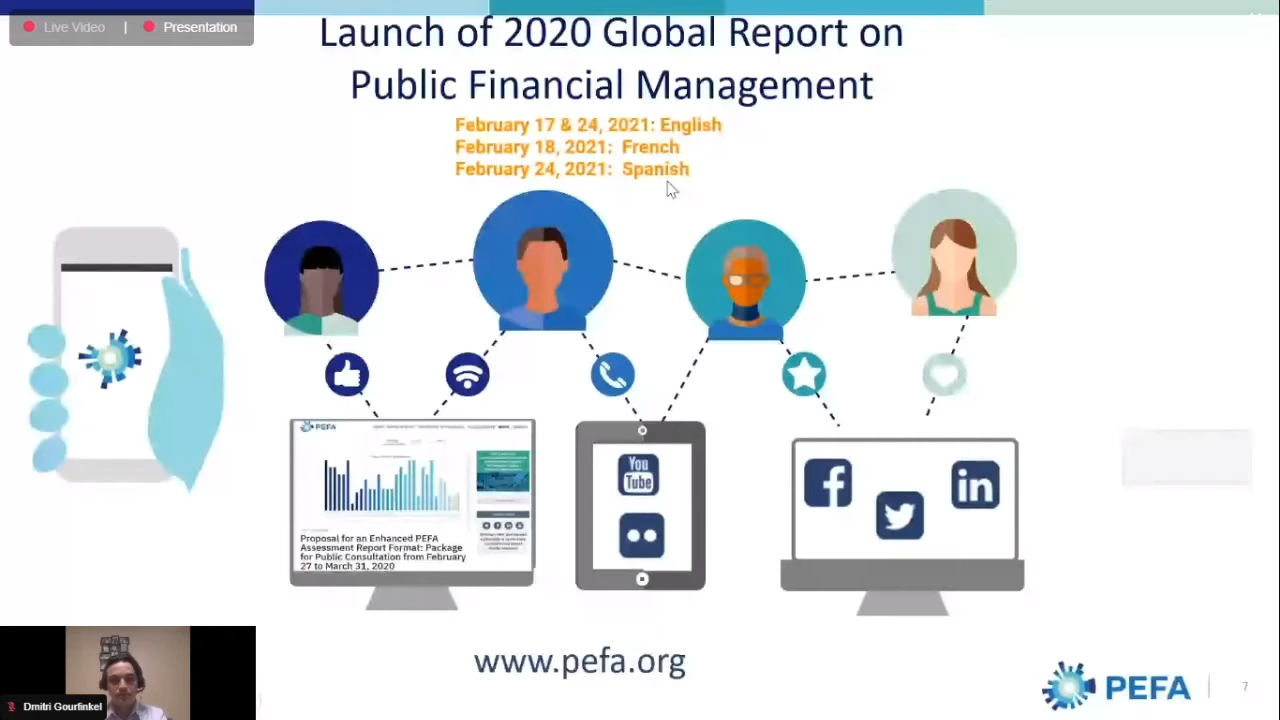 Live Video | Presentation
Launch of 2020 Global Report on
Public Financial Management
February 17 & 24, 2021: English
February 18, 2021: French
February 24, 2021: Spanish
PEFA
Proposal for an Enhanced PEFA
Assessment Report Format: Package
for Public Consultation from February
27 to March 31, 2020
You
Tube
f
in
www.pefa.org
Dmitri Gourfinkel
PEFA | 7